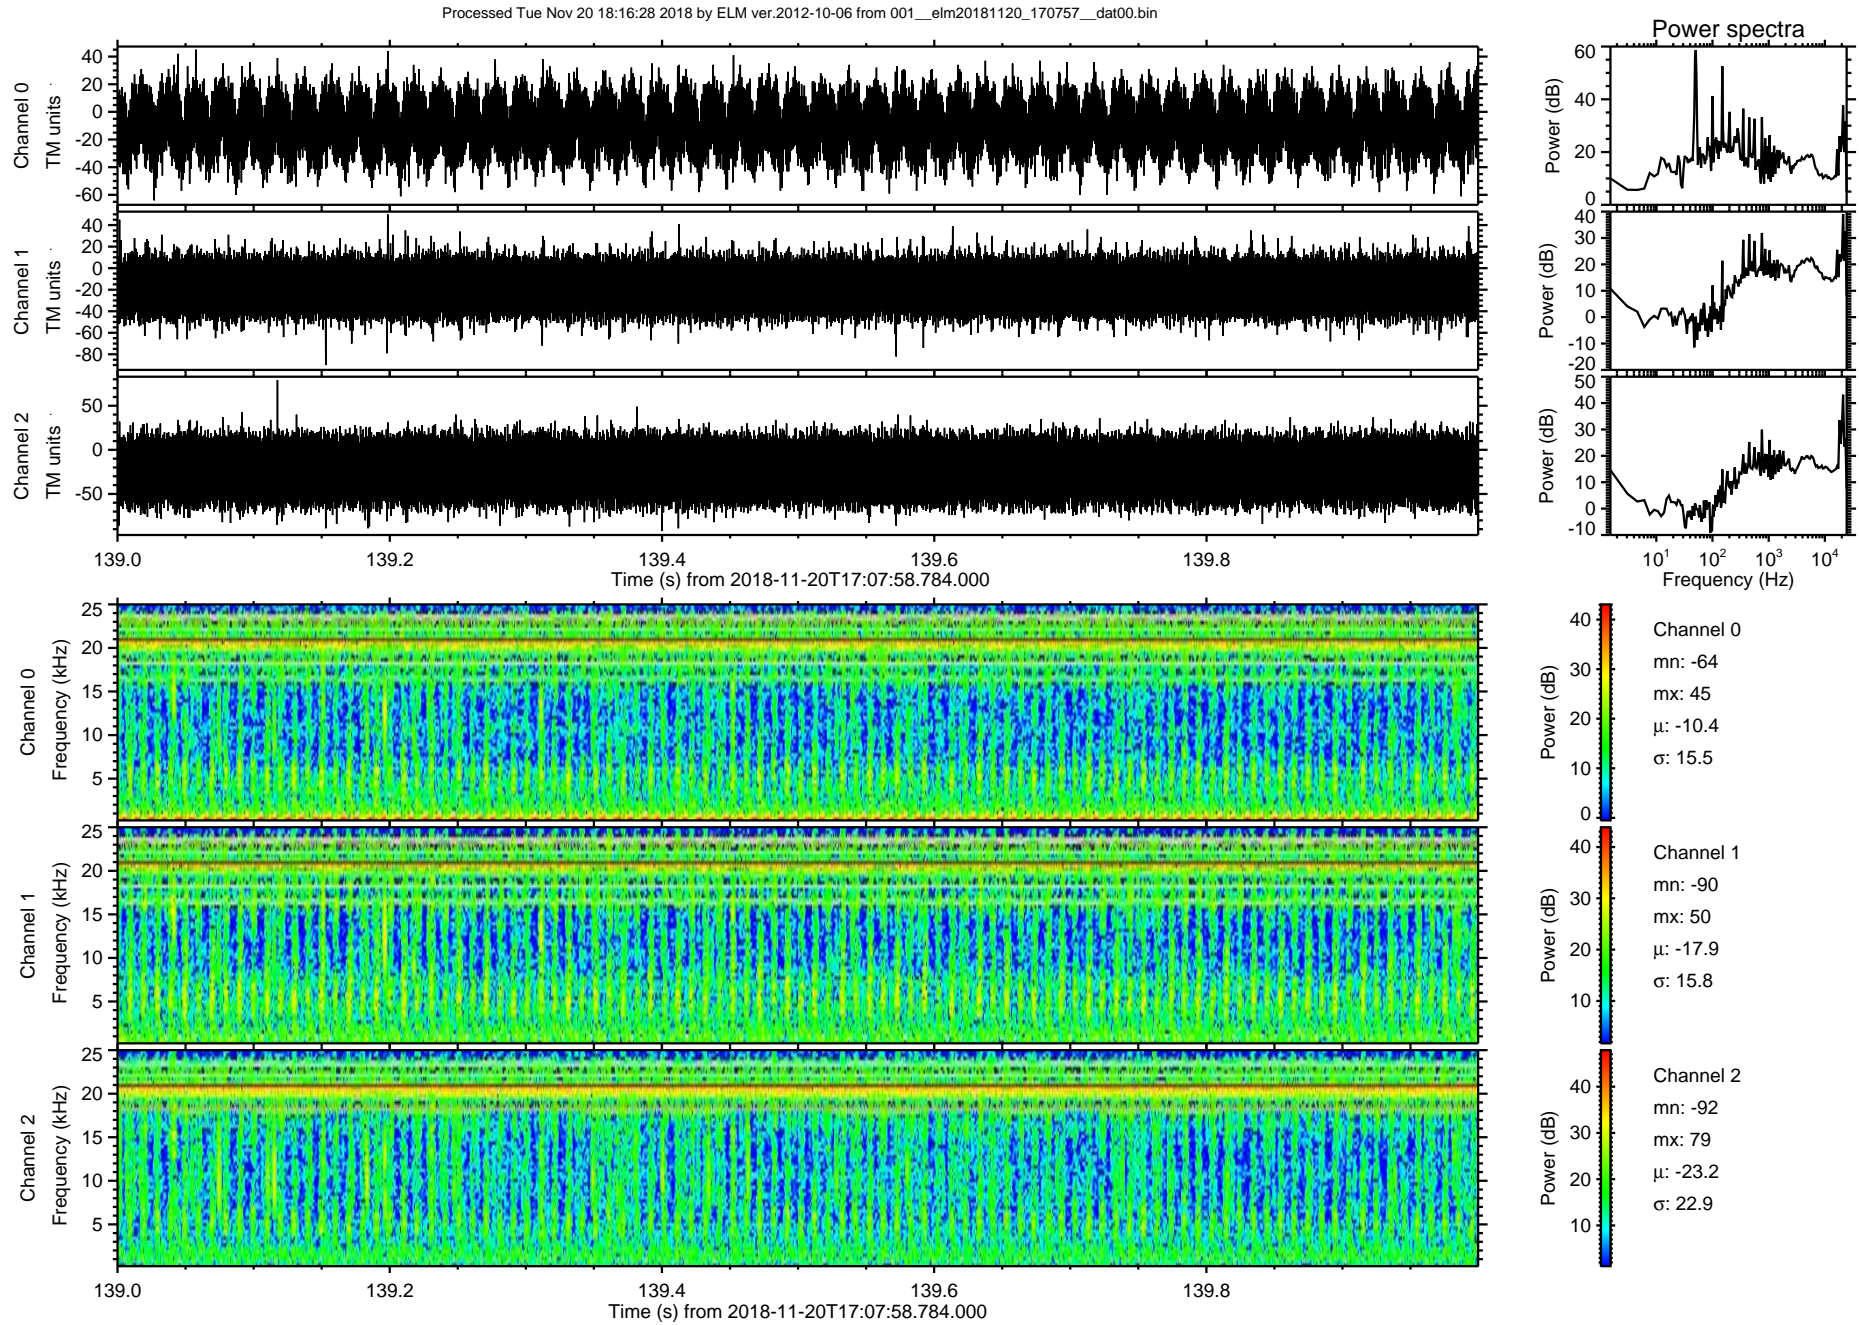 Processed Tue Nov 20 18:16:28 2018 by ELM ver.2012-10-06 from 001__elm20181120_170757__dat00.bin
Power spectra
Channel 0
TM units
40
20
0
-20
-40
-60
Power (dB)
60
40
20
0
Channel 1
TM units
40
20
0
-20
-40
-60
-80
Power (dB)
40
30
20
10
0
-10
-20
Channel 2
TM units
50
0
-50
Power (dB)
50
40
30
20
10
0
-10
139.0 139.2 139.4 139.6 139.8
Time (s) from 2018-11-20T17:07:58.784.000
10^1 10^2 10^3 10^4
Frequency (Hz)
Channel 0
Frequency (kHz)
25
20
15
10
5
Power (dB)
40
30
20
10
0
Channel 0
mn: -64
mx: 45
μ: -10.4
σ: 15.5
Channel 1
Frequency (kHz)
25
20
15
10
5
Power (dB)
40
30
20
10
Channel 1
mn: -90
mx: 50
μ: -17.9
σ: 15.8
Channel 2
Frequency (kHz)
25
20
15
10
5
Power (dB)
40
30
20
10
Channel 2
mn: -92
mx: 79
μ: -23.2
σ: 22.9
139.0 139.2 139.4 139.6 139.8
Time (s) from 2018-11-20T17:07:58.784.000